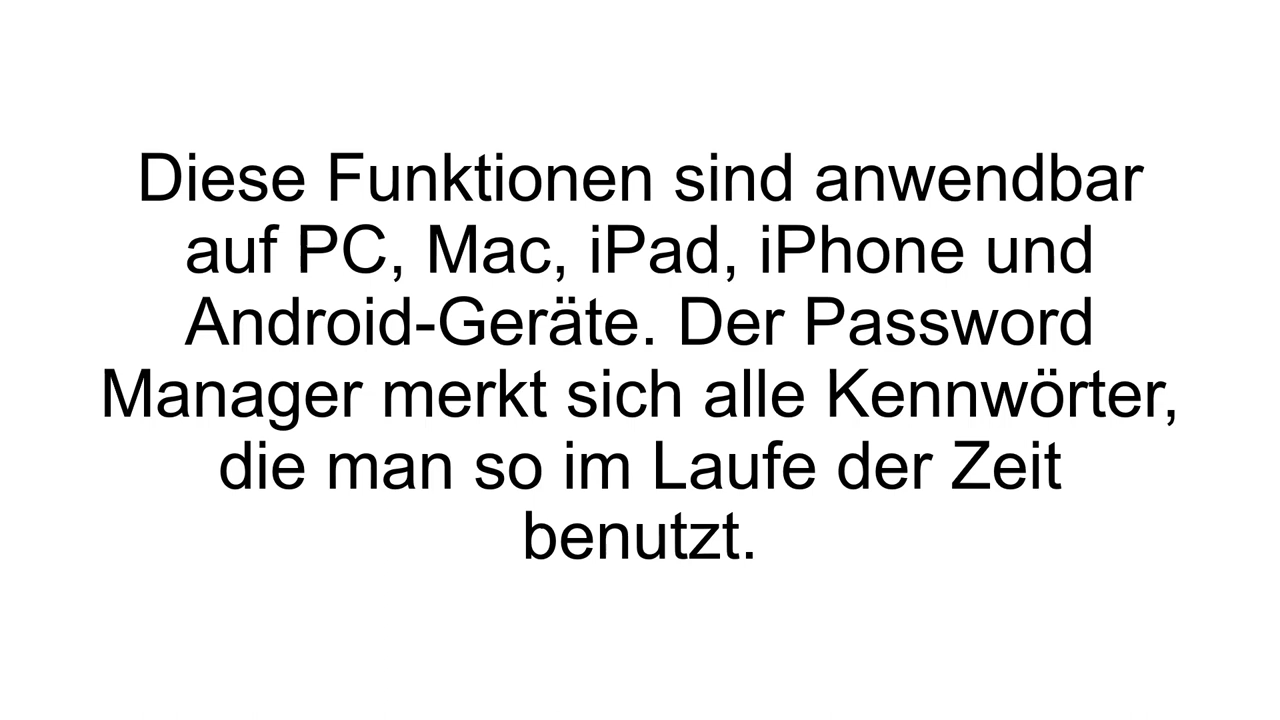 Diese Funktionen sind anwendbar
auf PC, Mac, iPad, iPhone und
Android-Geräte. Der Password
Manager merkt sich alle Kennwörter,
die man so im Laufe der Zeit
benutzt.